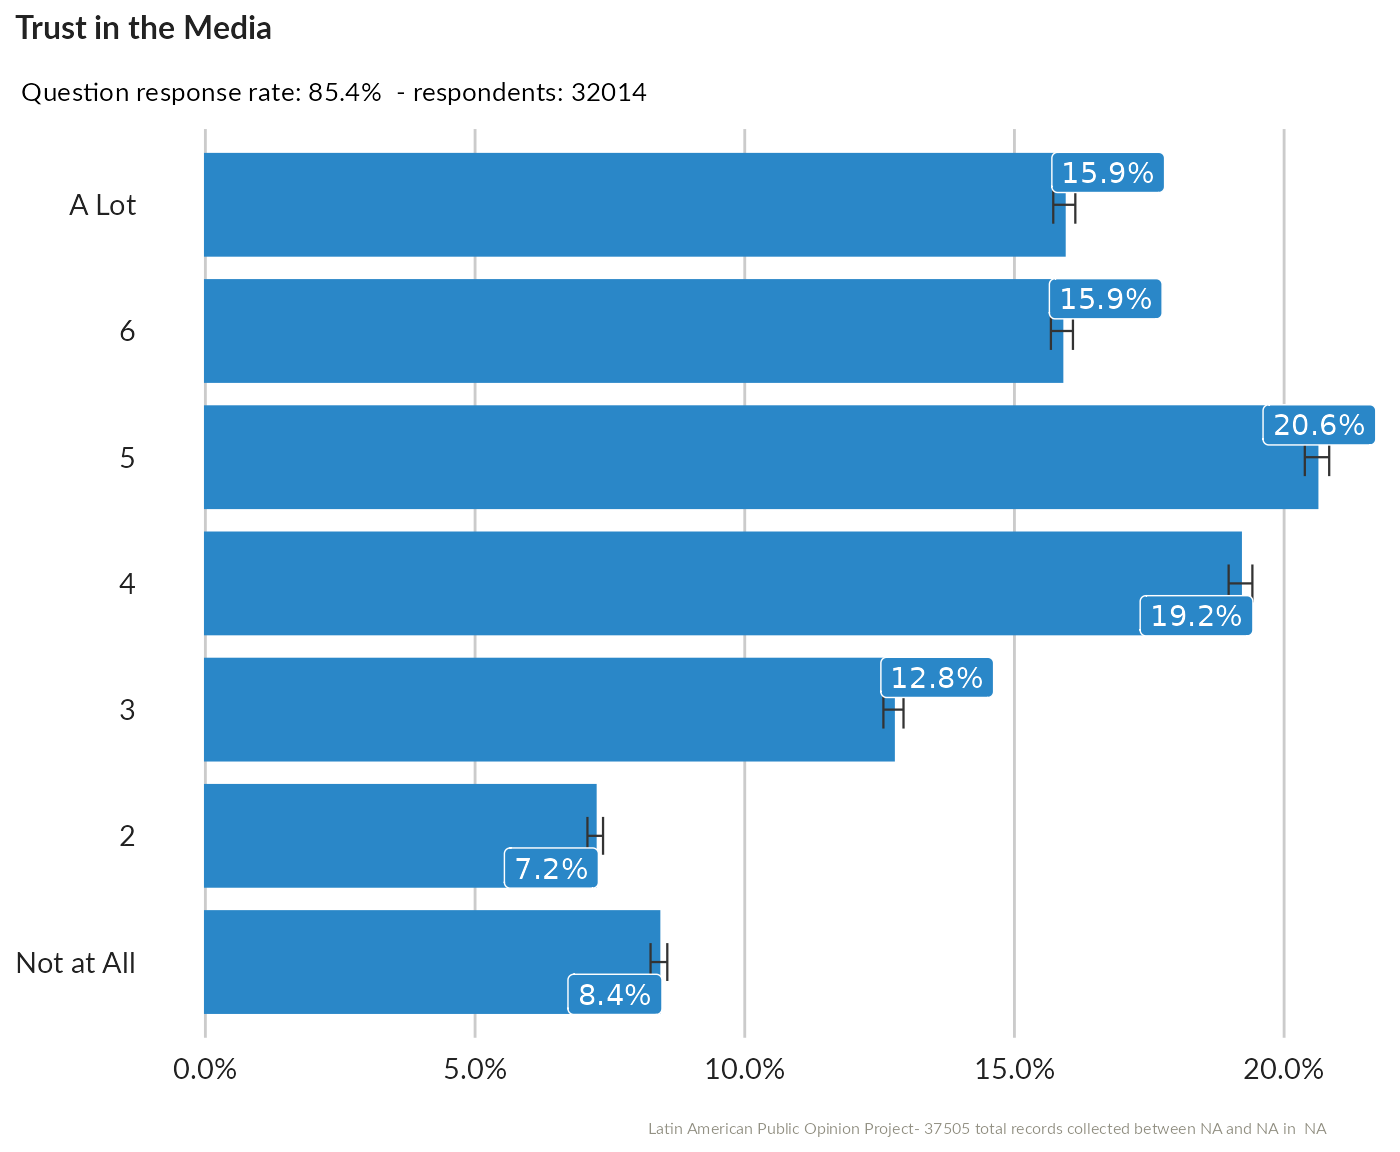 Trust in the Media
Question response rate: 85.4%  - respondents: 32014
A Lot
15.9%
6
15.9%
5
20.6%
4
19.2%
3
12.8%
2
7.2%
Not at All
8.4%
0.0% 5.0% 10.0% 15.0% 20.0%
Latin American Public Opinion Project- 37505 total records collected between NA and NA in  NA